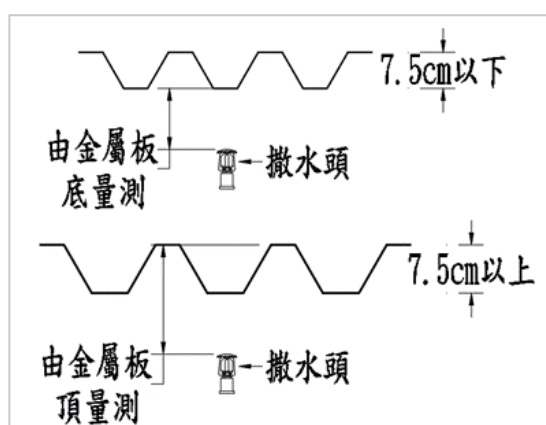 7.5cm以下
由金屬板
底量測
撒水頭
7.5cm以上
由金屬板
頂量測
撒水頭